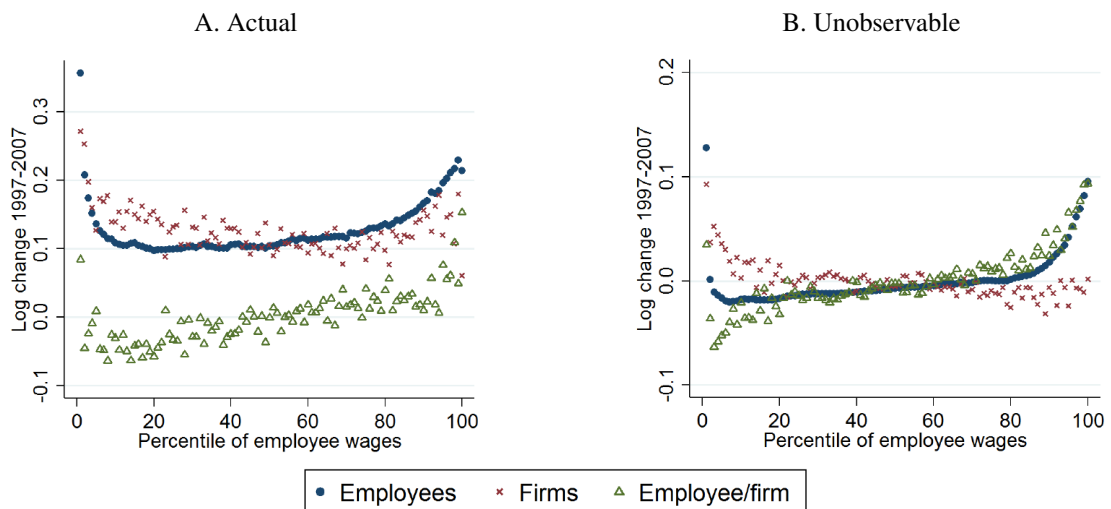 A. Actual
B. Unobservable
Log change 1997-2007
0.3
0.2
0.1
0.0
-0.1
0 20 40 60 80 100
Percentile of employee wages
Log change 1997-2007
0.2
0.1
0.0
-0.1
0 20 40 60 80 100
Percentile of employee wages
Employees Firms Employee/firm